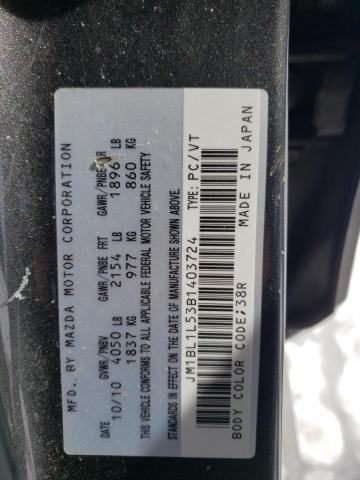 MFD. BY MAZDA MOTOR CORPORATION
DATE GVWR/PNBV GAWR/PNBE FRT GAWR/PNBE RR
10/10 4050 LB 2154 LB 1896 LB
1837 KG 977 KG 860 KG
THIS VEHICLE CONFORMS TO ALL APPLICABLE FEDERAL MOTOR VEHICLE SAFETY
STANDARDS IN EFFECT ON THE DATE OF MANUFACTURE SHOWN ABOVE.
JM1BL1L53B1403724 TYPE: PC/VT
BODY COLOR CODE;38R MADE IN JAPAN